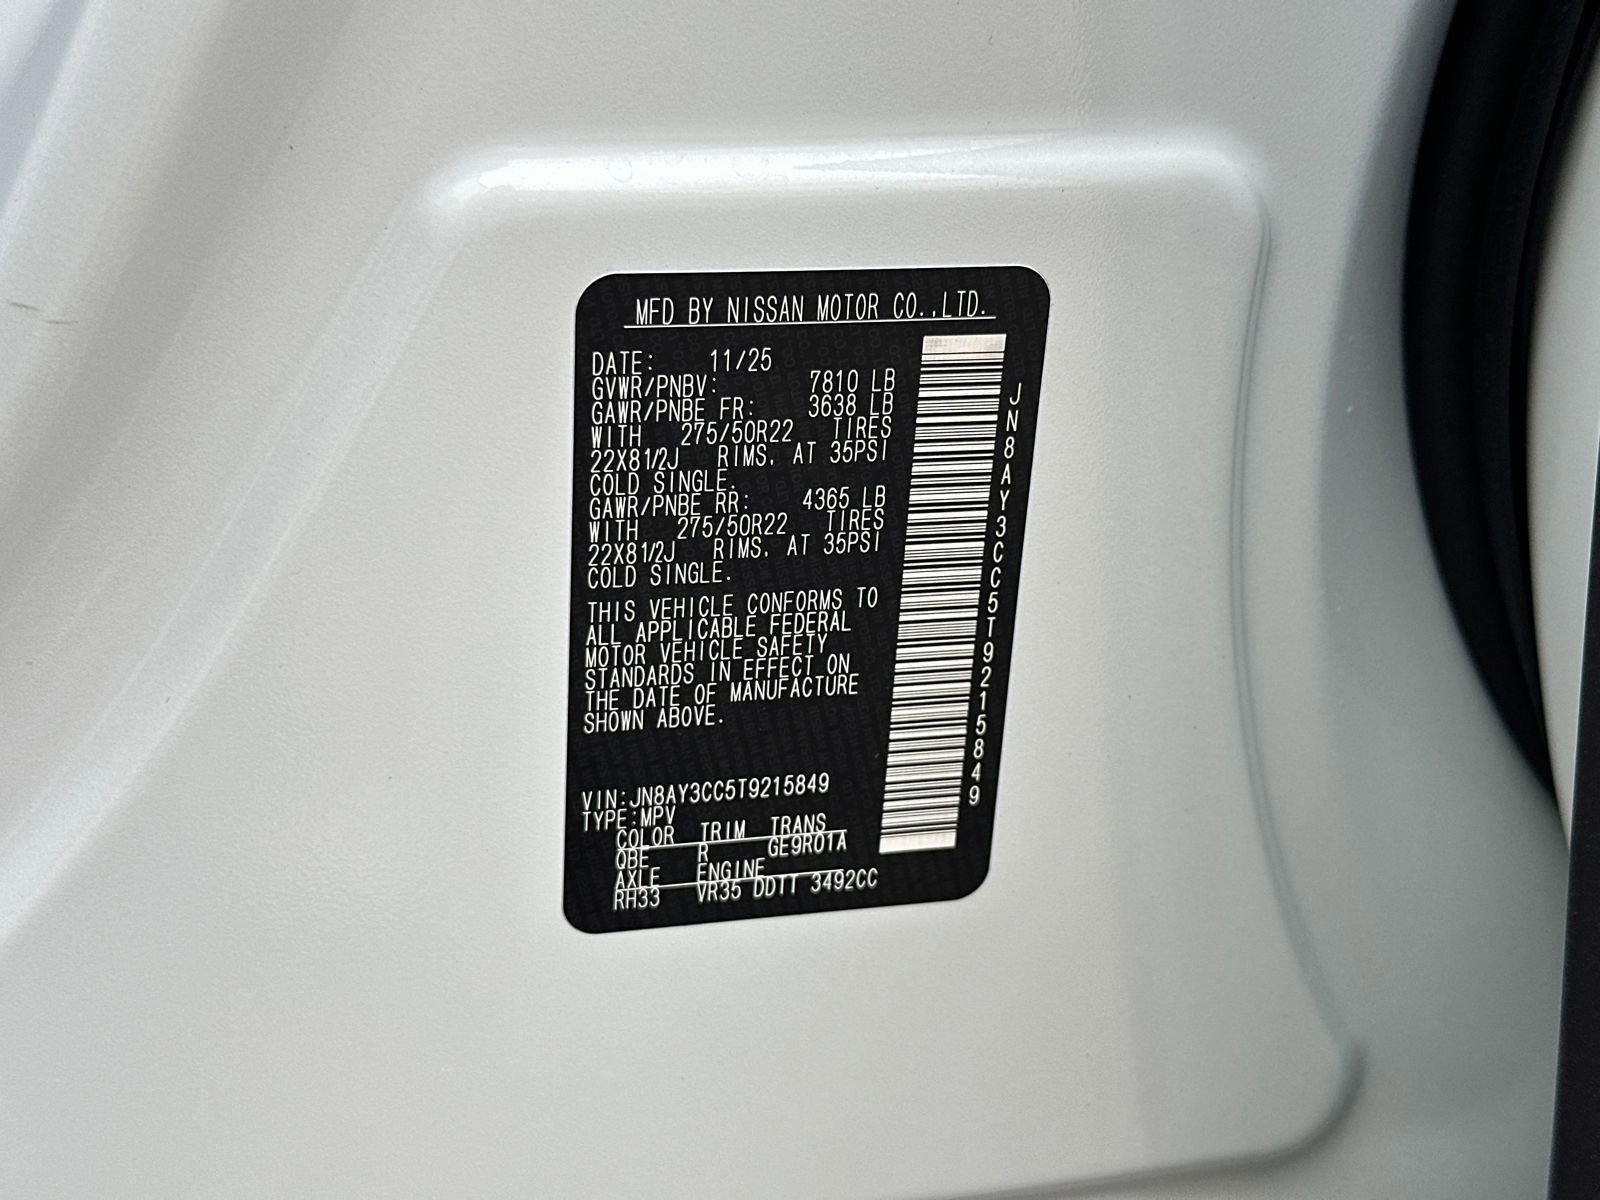 MFD BY NISSAN MOTOR CO.,LTD.
DATE: 11/25
GVWR/PNBV: 7810 LB
GAWR/PNBE FR: 3638 LB
WITH 275/50R22 TIRES
22X81/2J RIMS, AT 35PSI
COLD SINGLE.
GAWR/PNBE RR: 4365 LB
WITH 275/50R22 TIRES
22X81/2J RIMS, AT 35PSI
COLD SINGLE.
THIS VEHICLE CONFORMS TO
ALL APPLICABLE FEDERAL
MOTOR VEHICLE SAFETY
STANDARDS IN EFFECT ON
THE DATE OF MANUFACTURE
SHOWN ABOVE.
VIN:JN8AY3CC5T9215849
TYPE:MPV
COLOR TRIM TRANS
QBE R GE9R01A
AXLE ENGINE
RH33 VR35 DDTT 3492CC
JN8AY3CC5T9215849